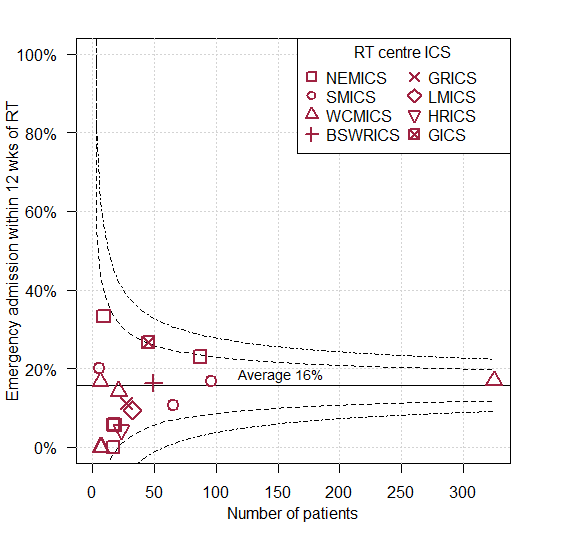 RT centre ICS
NEMICS
GRICS
SMICS
LMICS
WCMICS
HRICS
BSWRICS
GICS
Emergency admission within 12 wks of RT
100%
80%
60%
40%
20%
0%
Average 16%
0 50 100 150 200 250 300
Number of patients